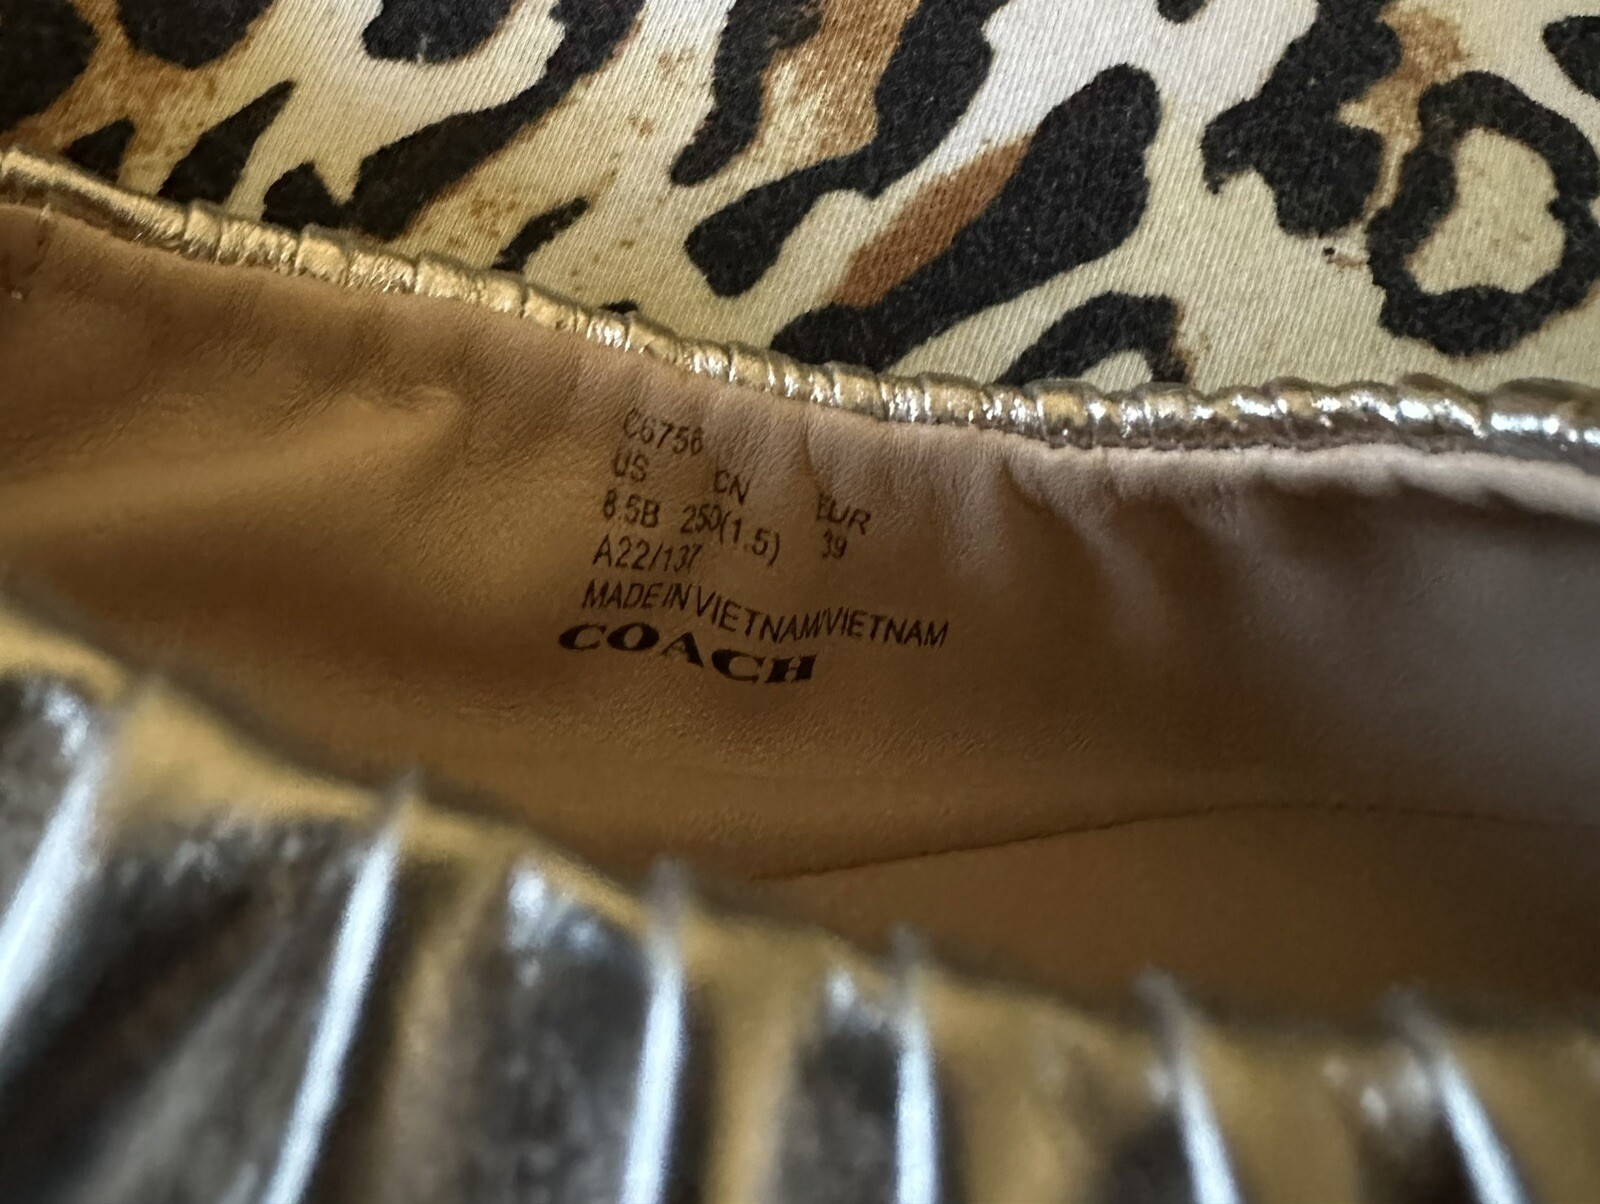 C6756
US CN EUR
8.5B 250(1.5) 39
A22/137
MADE IN VIETNAM/VIETNAM
COACH